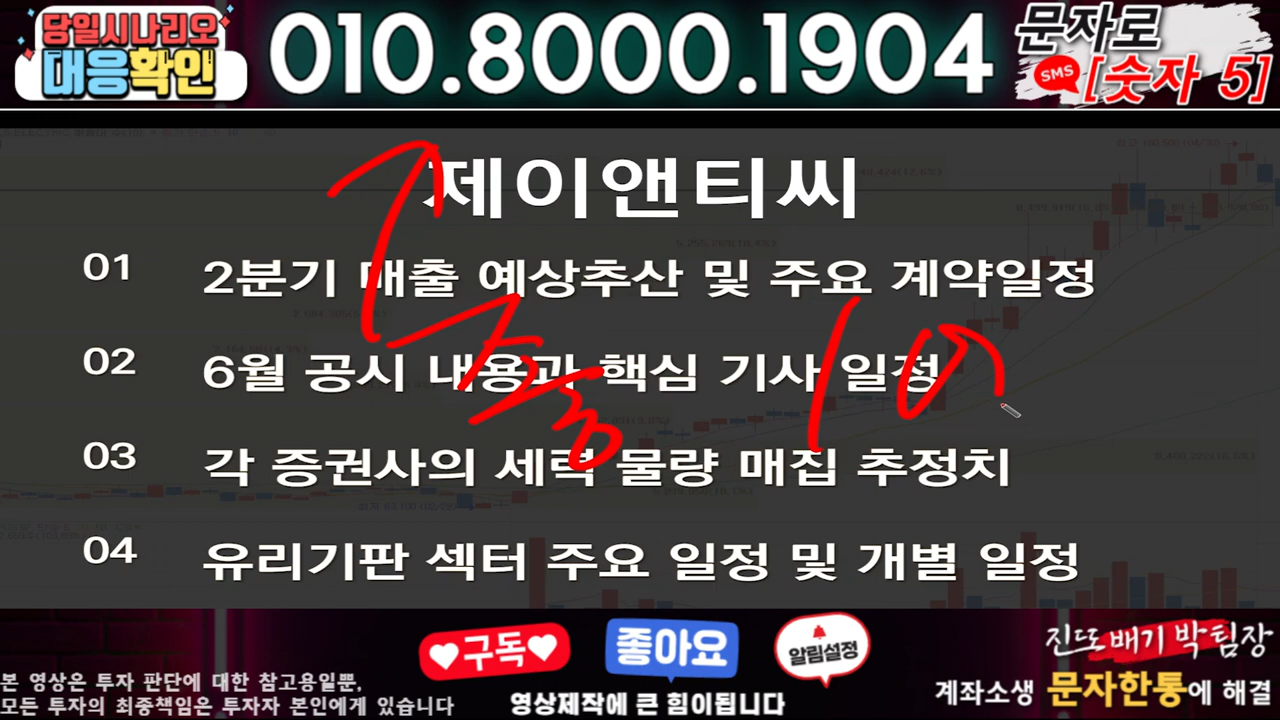 당일시나리오
대응확인
010.8000.1904
문자로
SMS [숫자 5]
제이앤티씨
01 2분기 매출 예상추산 및 주요 계약일정
02 6월 공시 내용과 핵심 기사 일정
03 각 증권사의 세력 물량 매집 추정치
04 유리기판 섹터 주요 일정 및 개별 일정
구독
좋아요
알림설정
영상제작에 큰 힘이됩니다
본 영상은 투자 판단에 대한 참고용일뿐,
모든 투자의 최종책임은 투자자 본인에게 있습니다
진또배기 박팀장
계좌소생 문자한통에 해결